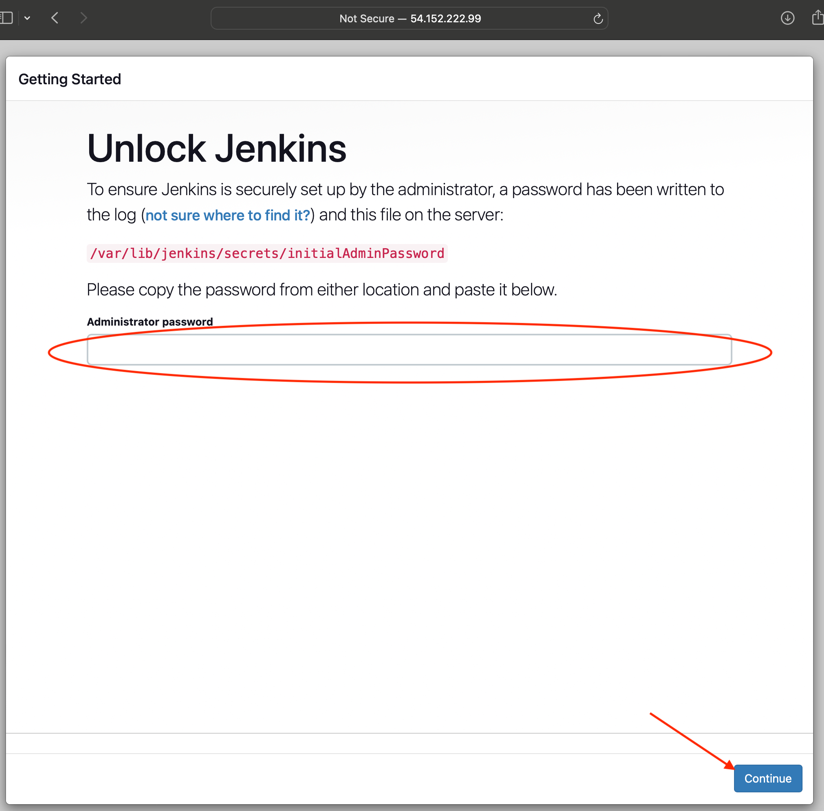 Not Secure — 54.152.222.99
Getting Started
Unlock Jenkins
To ensure Jenkins is securely set up by the administrator, a password has been written to
the log (not sure where to find it?) and this file on the server:
/var/lib/jenkins/secrets/initialAdminPassword
Please copy the password from either location and paste it below.
Administrator password
Continue